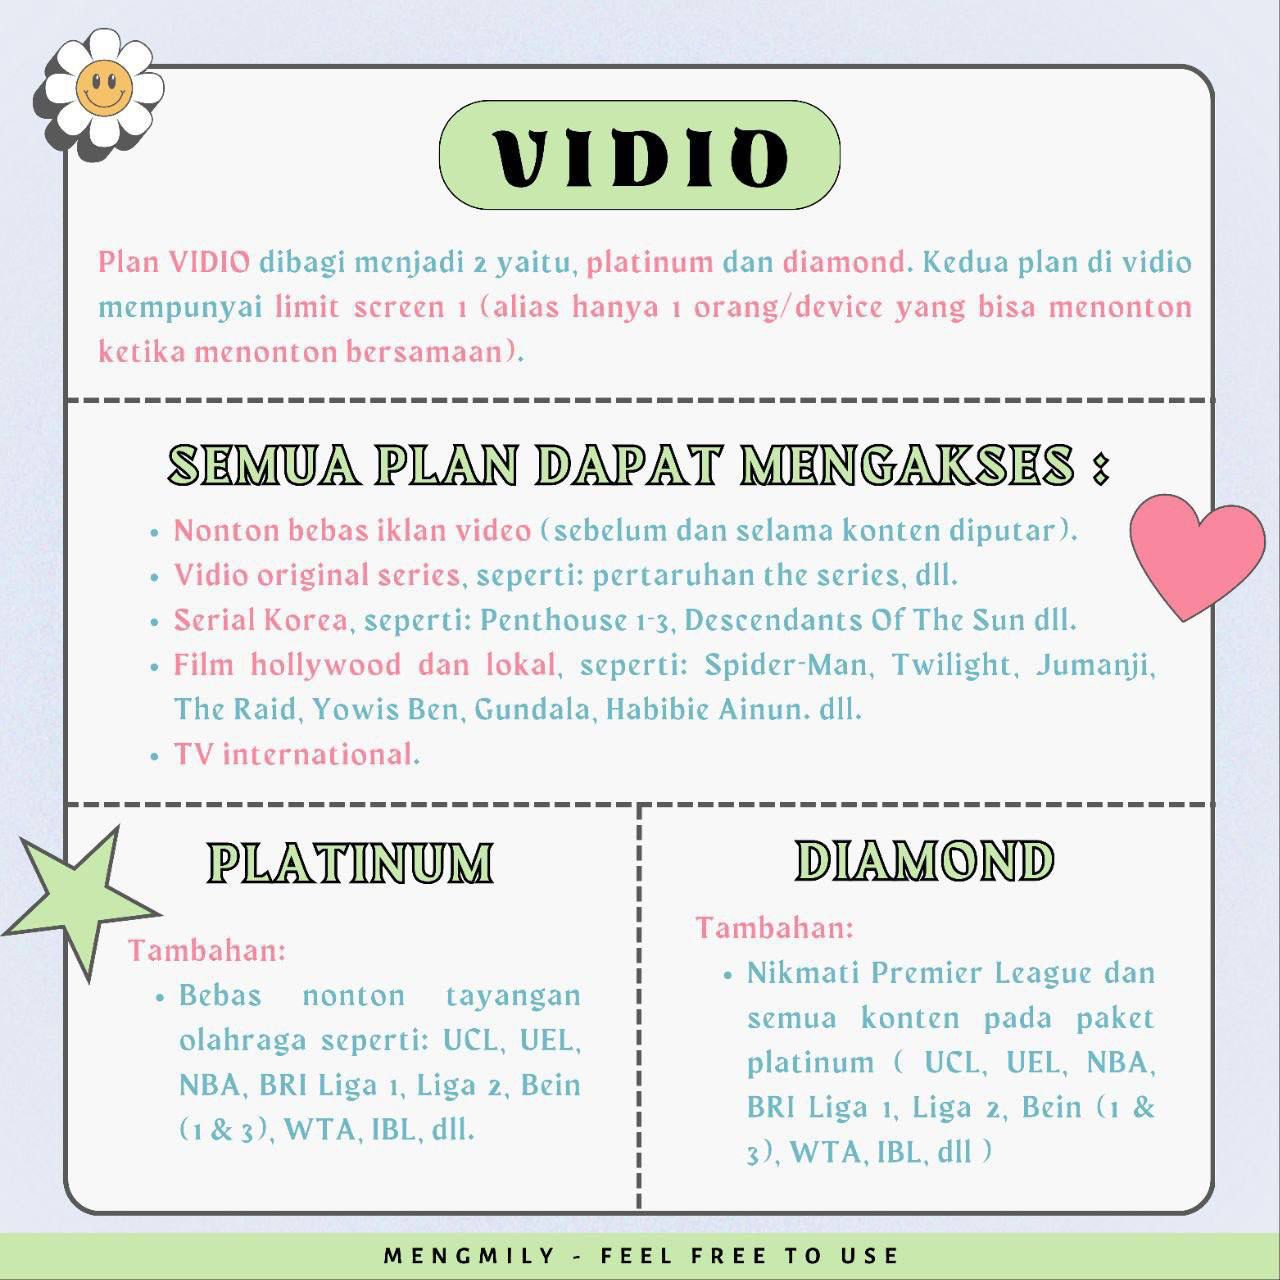 VIDIO
Plan VIDIO dibagi menjadi 2 yaitu, platinum dan diamond. Kedua plan di vidio
mempunyai limit screen 1 (alias hanya 1 orang/device yang bisa menonton
ketika menonton bersamaan).
SEMUA PLAN DAPAT MENGAKSES :
• Nonton bebas iklan video (sebelum dan selama konten diputar).
• Vidio original series, seperti: pertaruhan the series, dll.
• Serial Korea, seperti: Penthouse 1-3, Descendants Of The Sun dll.
• Film hollywood dan lokal, seperti: Spider-Man, Twilight, Jumanji,
The Raid, Yowis Ben, Gundala, Habibie Ainun. dll.
• TV international.
PLATINUM
Tambahan:
• Bebas nonton tayangan
olahraga seperti: UCL, UEL,
NBA, BRI Liga 1, Liga 2, Bein
(1 & 3), WTA, IBL, dll.
DIAMOND
Tambahan:
• Nikmati Premier League dan
semua konten pada paket
platinum ( UCL, UEL, NBA,
BRI Liga 1, Liga 2, Bein (1 &
3), WTA, IBL, dll )
MENGMILY - FEEL FREE TO USE